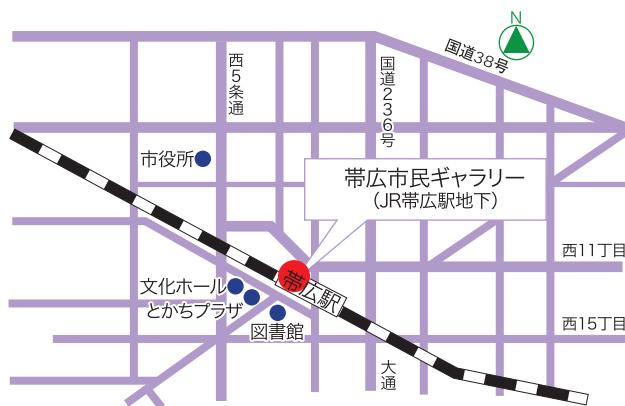 N
国道38号
西5条通
国道236号
市役所
帯広市民ギャラリー
(JR帯広駅地下)
西11丁目
帯広駅
文化ホール
とかちプラザ
図書館
西15丁目
大通